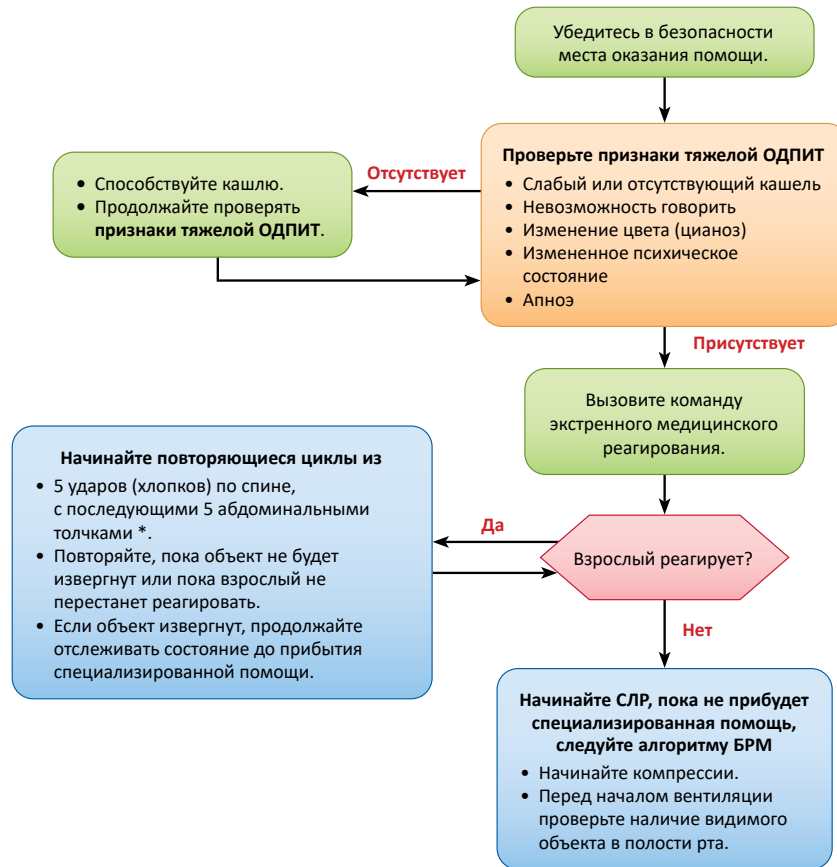 Убедитесь в безопасности
места оказания помощи.
Проверьте признаки тяжелой ОДПИТ
• Слабый или отсутствующий кашель
• Невозможность говорить
• Изменение цвета (цианоз)
• Измененное психическое
состояние
• Апноэ
Отсутствует
• Способствуйте кашлю.
• Продолжайте проверять
признаки тяжелой ОДПИТ.
Присутствует
Вызовите команду
экстренного медицинского
реагирования.
Взрослый реагирует?
Да
Начинайте повторяющиеся циклы из
• 5 ударов (хлопков) по спине,
с последующими 5 абдоминальными
толчками *.
• Повторяйте, пока объект не будет
извергнут или пока взрослый не
перестанет реагировать.
• Если объект извергнут, продолжайте
отслеживать состояние до прибытия
специализированной помощи.
Нет
Начинайте СЛР, пока не прибудет
специализированная помощь,
следуйте алгоритму БРМ
• Начинайте компрессии.
• Перед началом вентиляции
проверьте наличие видимого
объекта в полости рта.